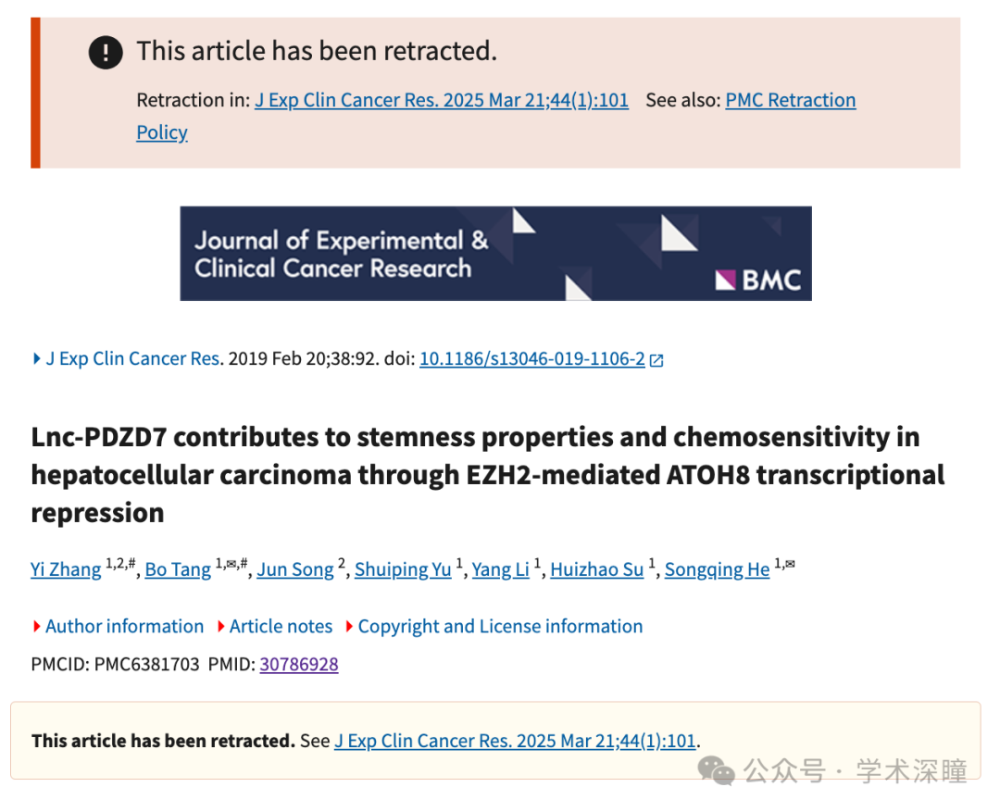 This article has been retracted.
Retraction in: J Exp Clin Cancer Res. 2025 Mar 21;44(1):101 See also: PMC Retraction
Policy
Journal of Experimental &
Clinical Cancer Research
BMC
J Exp Clin Cancer Res. 2019 Feb 20;38:92. doi: 10.1186/s13046-019-1106-2
Lnc-PDZD7 contributes to stemness properties and chemosensitivity in
hepatocellular carcinoma through EZH2-mediated ATOH8 transcriptional
repression
Yi Zhang 1,2,#, Bo Tang 1,✉,#, Jun Song 2, Shuiping Yu 1, Yang Li 1, Huizhao Su 1, Songqing He 1,✉
Author information Article notes Copyright and License information
PMCID: PMC6381703 PMID: 30786928
This article has been retracted. See J Exp Clin Cancer Res. 2025 Mar 21;44(1):101.
公众号 · 学术深瞳